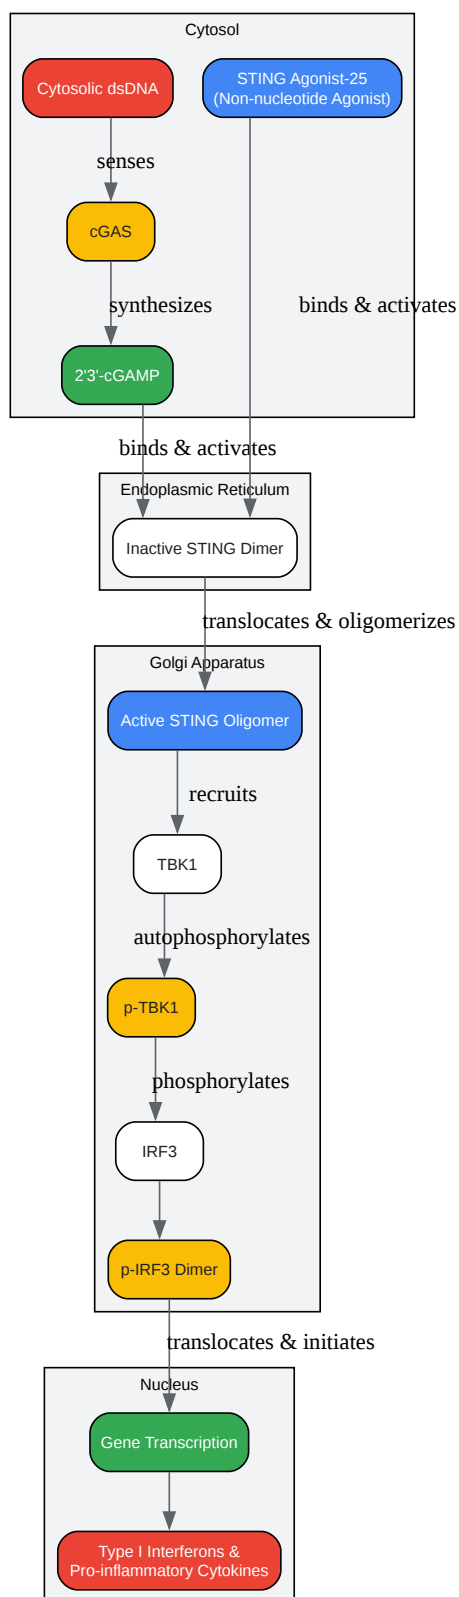 Cytosol
Cytosolic dsDNA
STING Agonist-25
(Non-nucleotide Agonist)
senses
cGAS
synthesizes
binds & activates
2'3'-cGAMP
binds & activates
Endoplasmic Reticulum
Inactive STING Dimer
translocates & oligomerizes
Golgi Apparatus
Active STING Oligomer
recruits
TBK1
autophosphorylates
p-TBK1
phosphorylates
IRF3
p-IRF3 Dimer
translocates & initiates
Nucleus
Gene Transcription
Type I Interferons &
Pro-inflammatory Cytokines